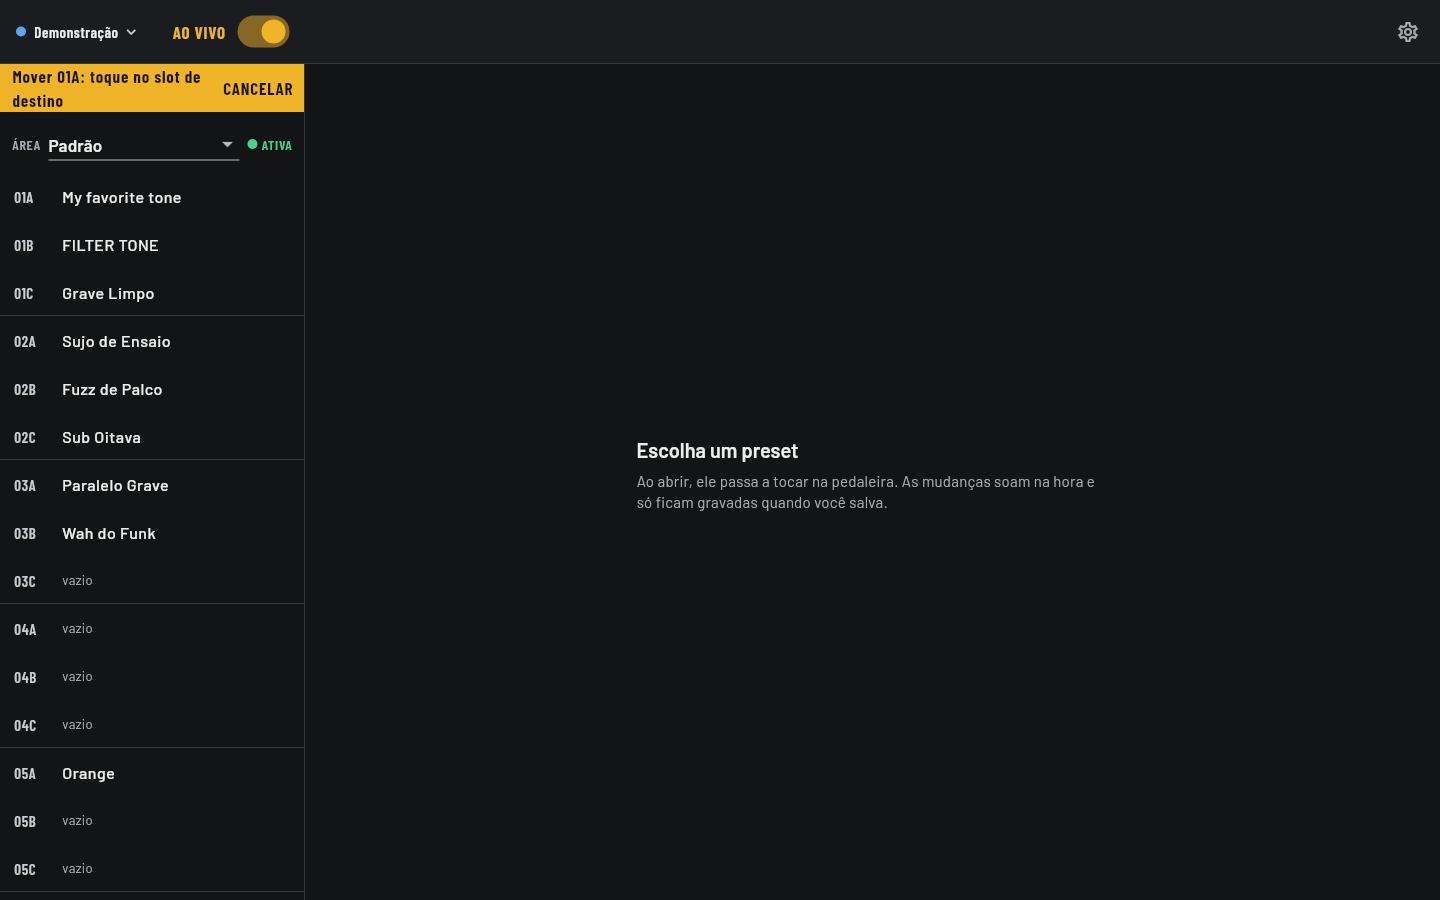 Demonstração
AO VIVO
Mover 01A: toque no slot de
destino
CANCELAR
ÁREA Padrão ATIVA
01A My favorite tone
01B FILTER TONE
01C Grave Limpo
02A Sujo de Ensaio
02B Fuzz de Palco
02C Sub Oitava
03A Paralelo Grave
03B Wah do Funk
03C vazio
04A vazio
04B vazio
04C vazio
05A Orange
05B vazio
05C vazio
Escolha um preset
Ao abrir, ele passa a tocar na pedaleira. As mudanças soam na hora e
só ficam gravadas quando você salva.